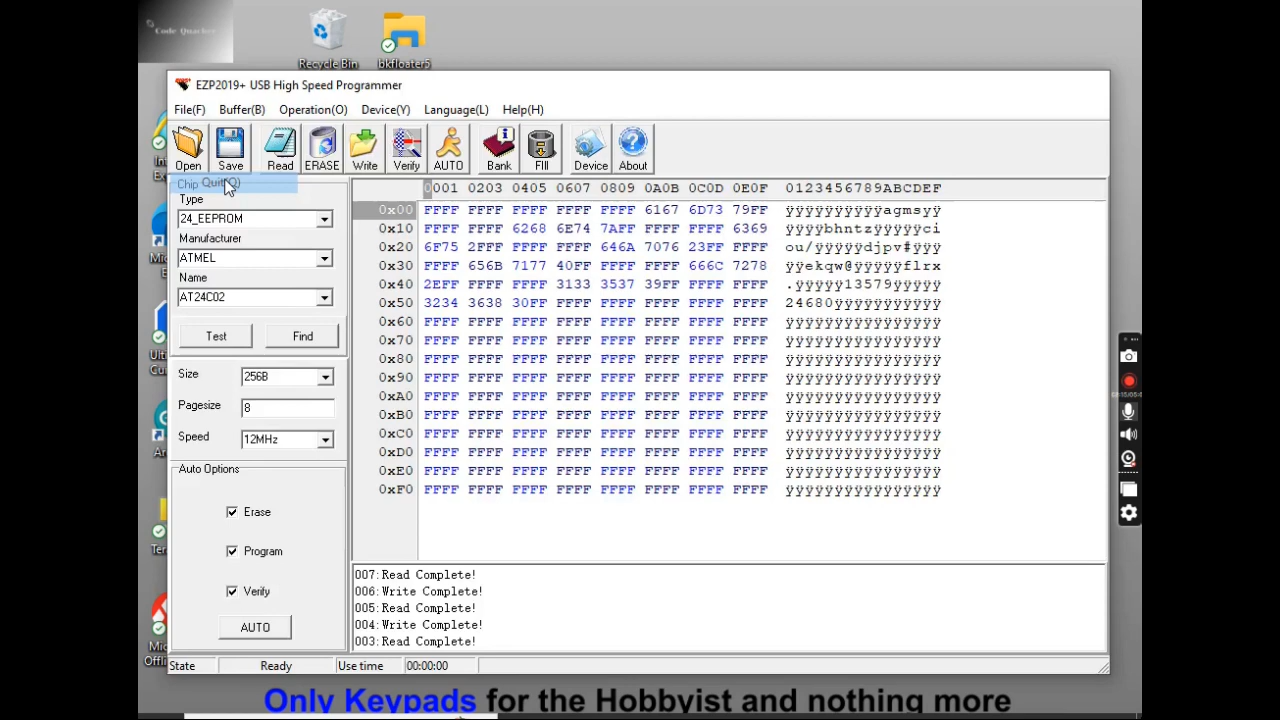 Code Quacker
Recycle Bin
bkfloater5
EZP2019+ USB High Speed Programmer
File(F) Buffer(B) Operation(O) Device(Y) Language(L) Help(H)
Open Save Read ERASE Write Verify AUTO Bank FIll Device About
Chip Quit(Q)
Type
24_EEPROM
Manufacturer
ATMEL
Name
AT24C02
Test Find
Size 256B
Pagesize 8
Speed 12MHz
Auto Options
Erase
Program
Verify
AUTO
0001 0203 0405 0607 0809 0A0B 0C0D 0E0F 0123456789ABCDEF
0x00 FFFF FFFF FFFF FFFF FFFF 6167 6D73 79FF ÿÿÿÿÿÿÿÿÿÿagmsyÿ
0x10 FFFF FFFF 6268 6E74 7AFF FFFF FFFF 6369 ÿÿÿÿbhntzÿÿÿÿÿci
0x20 6F75 2FFF FFFF FFFF 646A 7076 23FF FFFF ou/ÿÿÿÿÿdjpv#ÿÿÿ
0x30 FFFF 656B 7177 40FF FFFF FFFF 666C 7278 ÿÿekqw@ÿÿÿÿÿflrx
0x40 2EFF FFFF FFFF 3133 3537 39FF FFFF FFFF .ÿÿÿÿÿ13579ÿÿÿÿÿ
0x50 3234 3638 30FF FFFF FFFF FFFF FFFF FFFF 24680ÿÿÿÿÿÿÿÿÿÿÿ
0x60 FFFF FFFF FFFF FFFF FFFF FFFF FFFF FFFF ÿÿÿÿÿÿÿÿÿÿÿÿÿÿÿÿ
0x70 FFFF FFFF FFFF FFFF FFFF FFFF FFFF FFFF ÿÿÿÿÿÿÿÿÿÿÿÿÿÿÿÿ
0x80 FFFF FFFF FFFF FFFF FFFF FFFF FFFF FFFF ÿÿÿÿÿÿÿÿÿÿÿÿÿÿÿÿ
0x90 FFFF FFFF FFFF FFFF FFFF FFFF FFFF FFFF ÿÿÿÿÿÿÿÿÿÿÿÿÿÿÿÿ
0xA0 FFFF FFFF FFFF FFFF FFFF FFFF FFFF FFFF ÿÿÿÿÿÿÿÿÿÿÿÿÿÿÿÿ
0xB0 FFFF FFFF FFFF FFFF FFFF FFFF FFFF FFFF ÿÿÿÿÿÿÿÿÿÿÿÿÿÿÿÿ
0xC0 FFFF FFFF FFFF FFFF FFFF FFFF FFFF FFFF ÿÿÿÿÿÿÿÿÿÿÿÿÿÿÿÿ
0xD0 FFFF FFFF FFFF FFFF FFFF FFFF FFFF FFFF ÿÿÿÿÿÿÿÿÿÿÿÿÿÿÿÿ
0xE0 FFFF FFFF FFFF FFFF FFFF FFFF FFFF FFFF ÿÿÿÿÿÿÿÿÿÿÿÿÿÿÿÿ
0xF0 FFFF FFFF FFFF FFFF FFFF FFFF FFFF FFFF ÿÿÿÿÿÿÿÿÿÿÿÿÿÿÿÿ
007:Read Complete!
006:Write Complete!
005:Read Complete!
004:Write Complete!
003:Read Complete!
State Ready Use time 00:00:00
Only Keypads for the Hobbyist and nothing more